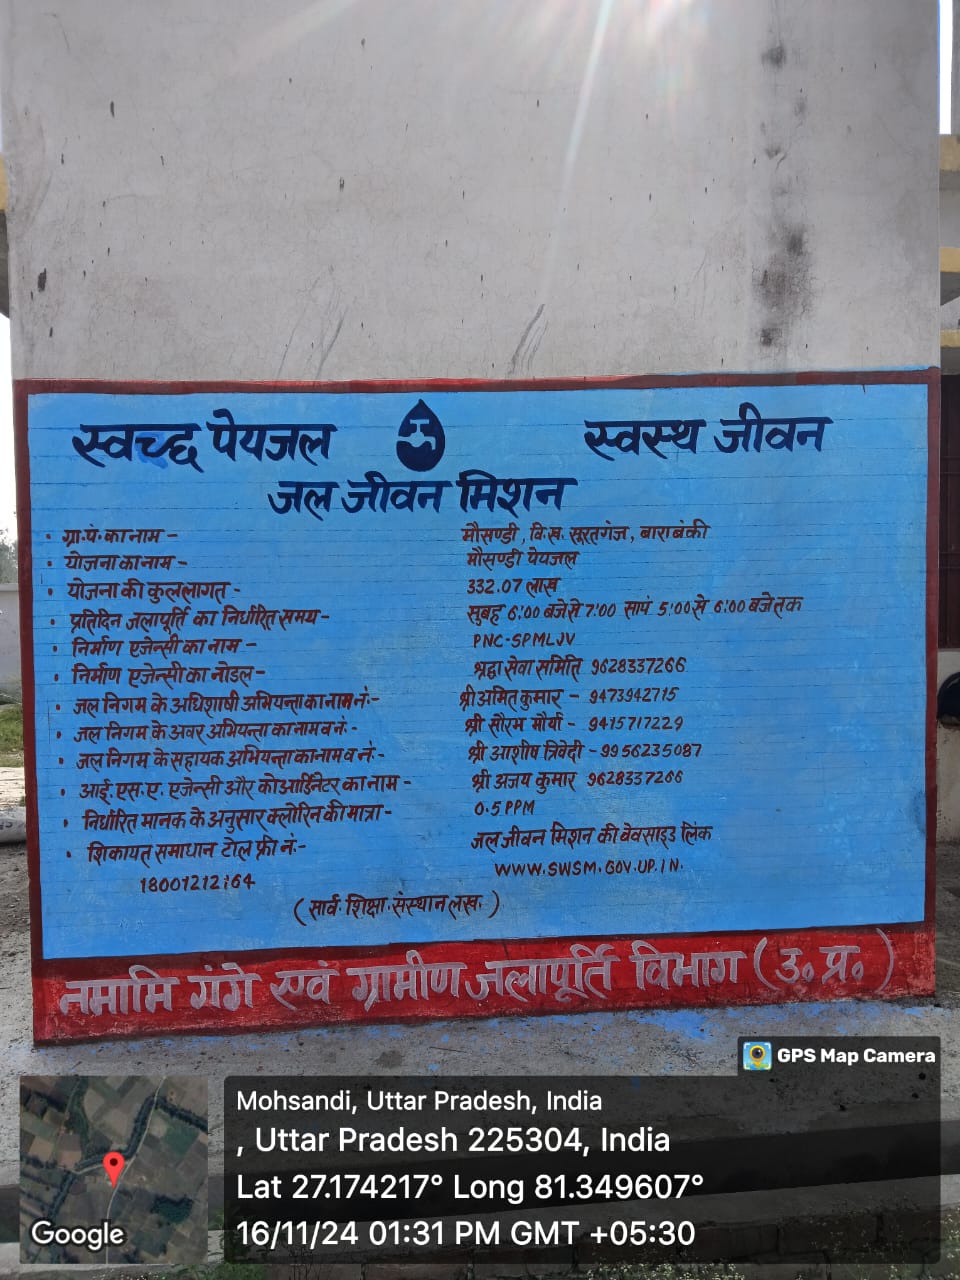 स्वच्छ पेयजल स्वस्थ जीवन
जल जीवन मिशन
• ग्रा.पं. का नाम – मौसण्डी, वि.ख. सूरतगंज, बाराबंकी
• योजना का नाम – मौसण्डी पेयजल
• योजना की कुल लागत – 332.07 लाख
• प्रतिदिन जलापूर्ति का निर्धारित समय – सुबह 6:00 बजे से 7:00 सायं 5:00 से 6:00 बजे तक
• निर्माण एजेन्सी का नाम – PNC-SPMLJV
• निर्माण एजेन्सी का नोडल – श्रद्धा सेवा समिति 9628337266
• जल निगम के अधिशाषी अभियन्ता का नाम नं:- श्री अमित कुमार – 9473942715
• जल निगम के अवर अभियन्ता का नाम व नं:- श्री सौरभ मौर्या – 9415717229
• जल निगम के सहायक अभियन्ता का नाम व नं:- श्री आशीष त्रिवेदी – 9956235087
• आई.एस.ए. एजेन्सी और कोआर्डिनेटर का नाम – श्री अजय कुमार 9628337266
• निर्धारित मानक के अनुसार क्लोरिन की मात्रा – 0.5 PPM
• शिकायत समाधान टोल फ्री नं:- जल जीवन मिशन की वेवसाइड लिंक
18001212164 WWW.SWSM.GOV.UP.IN.
(सार्व. शिक्षा. संस्थान लख.)
नमामि गंगे एवं ग्रामीण जलापूर्ति विभाग (उ० प्र०)
GPS Map Camera
Mohsandi, Uttar Pradesh, India
, Uttar Pradesh 225304, India
Lat 27.174217° Long 81.349607°
16/11/24 01:31 PM GMT +05:30
Google